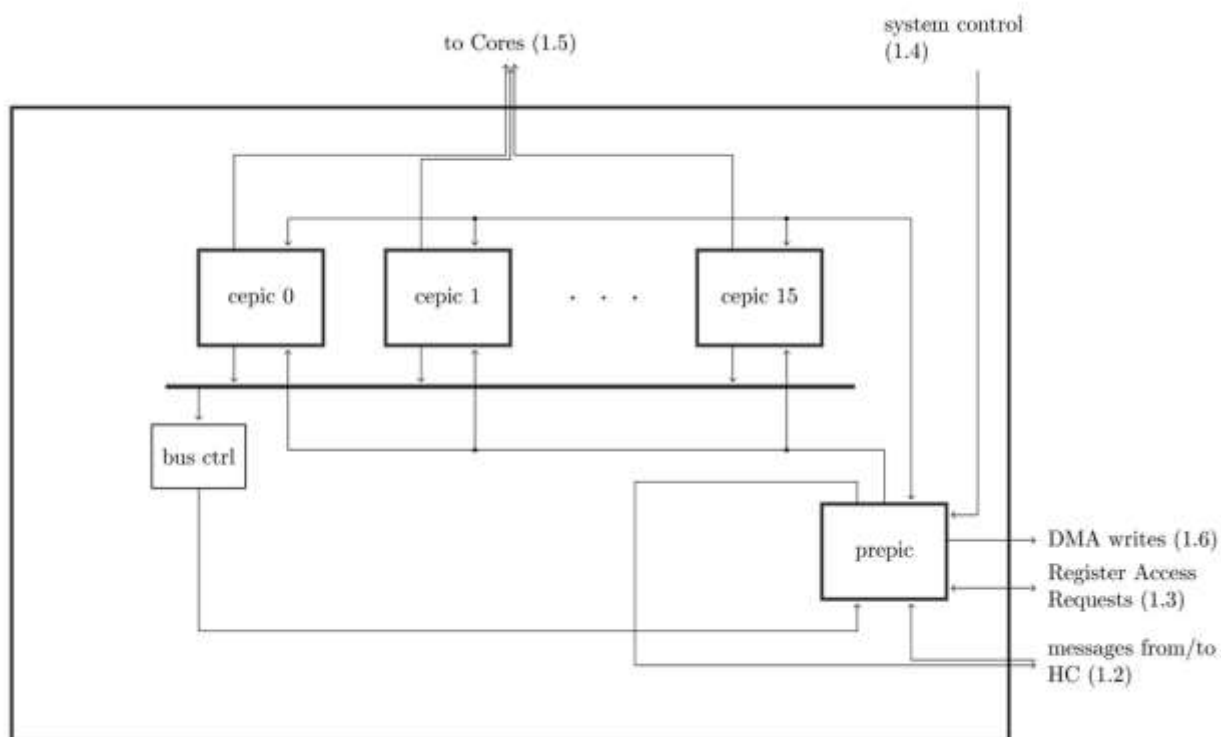 system control
(1.4)
to Cores (1.5)
cepic 0
cepic 1
. . .
cepic 15
bus ctrl
prepic
DMA writes (1.6)
Register Access
Requests (1.3)
messages from/to
HC (1.2)